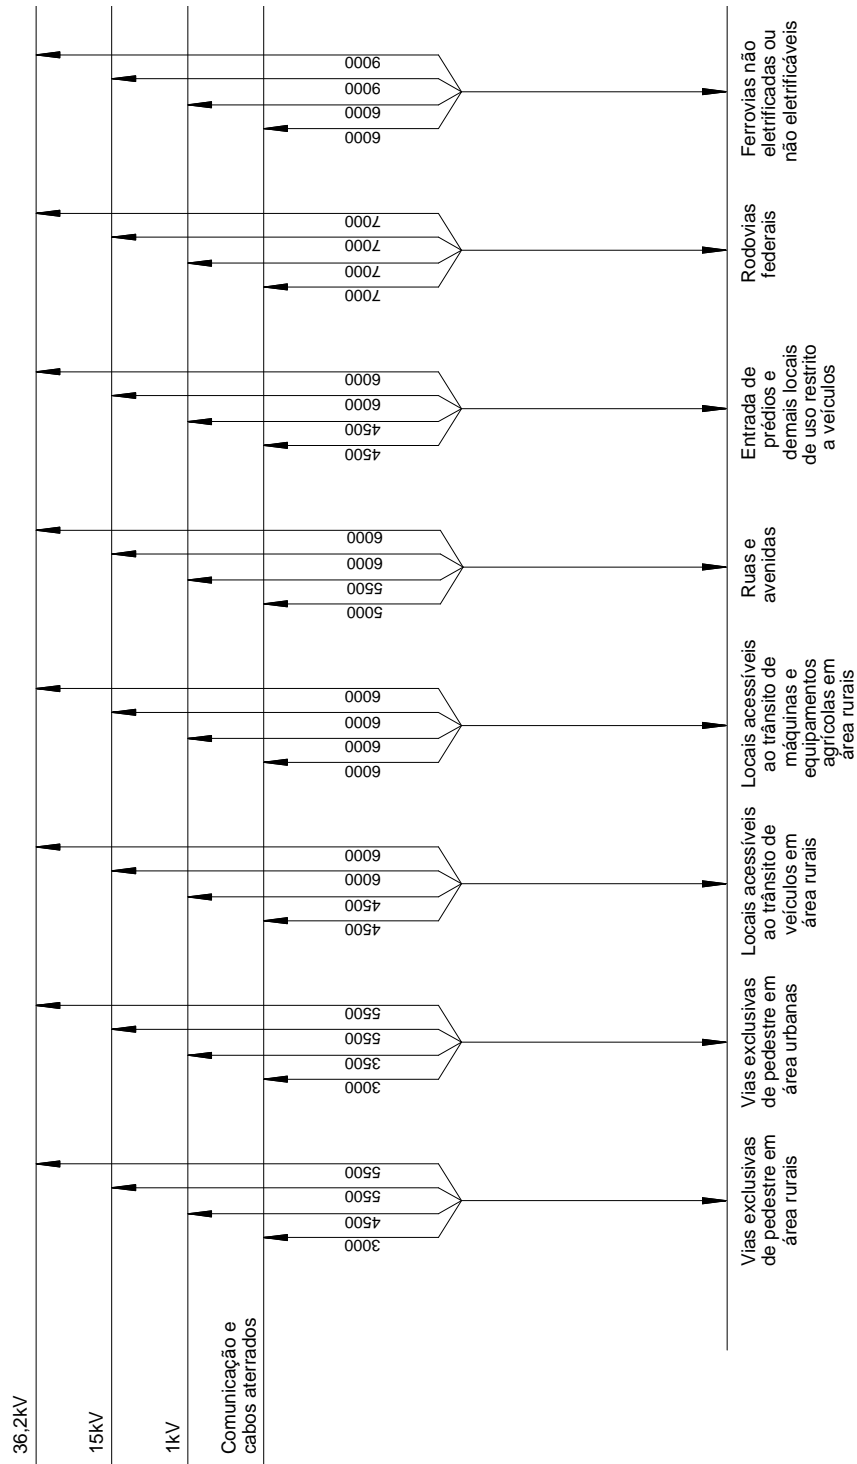 36,2kV
15kV
1kV
Comunicação e
cabos aterrados
3000
4500
5500
5500
Vias exclusivas
de pedestre em
área rurais
3000
3500
5500
5500
Vias exclusivas
de pedestre em
área urbanas
4500
4500
6000
6000
Locais acessíveis
ao trânsito de
veículos em
área rurais
6000
6000
6000
6000
Locais acessíveis
ao trânsito de
máquinas e
equipamentos
agrícolas em
área rurais
5000
5500
6000
6000
Ruas e
avenidas
4500
4500
6000
6000
Entrada de
prédios e
demais locais
de uso restrito
a veículos
7000
7000
7000
7000
Rodovias
federais
6000
6000
9000
9000
Ferrovias não
eletrificadas ou
não eletrificáveis